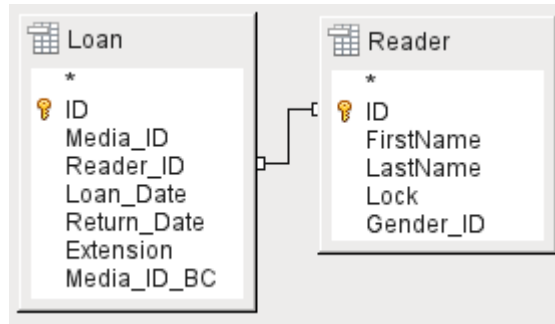 Loan
*
ID
Media_ID
Reader_ID
Loan_Date
Return_Date
Extension
Media_ID_BC
Reader
*
ID
FirstName
LastName
Lock
Gender_ID